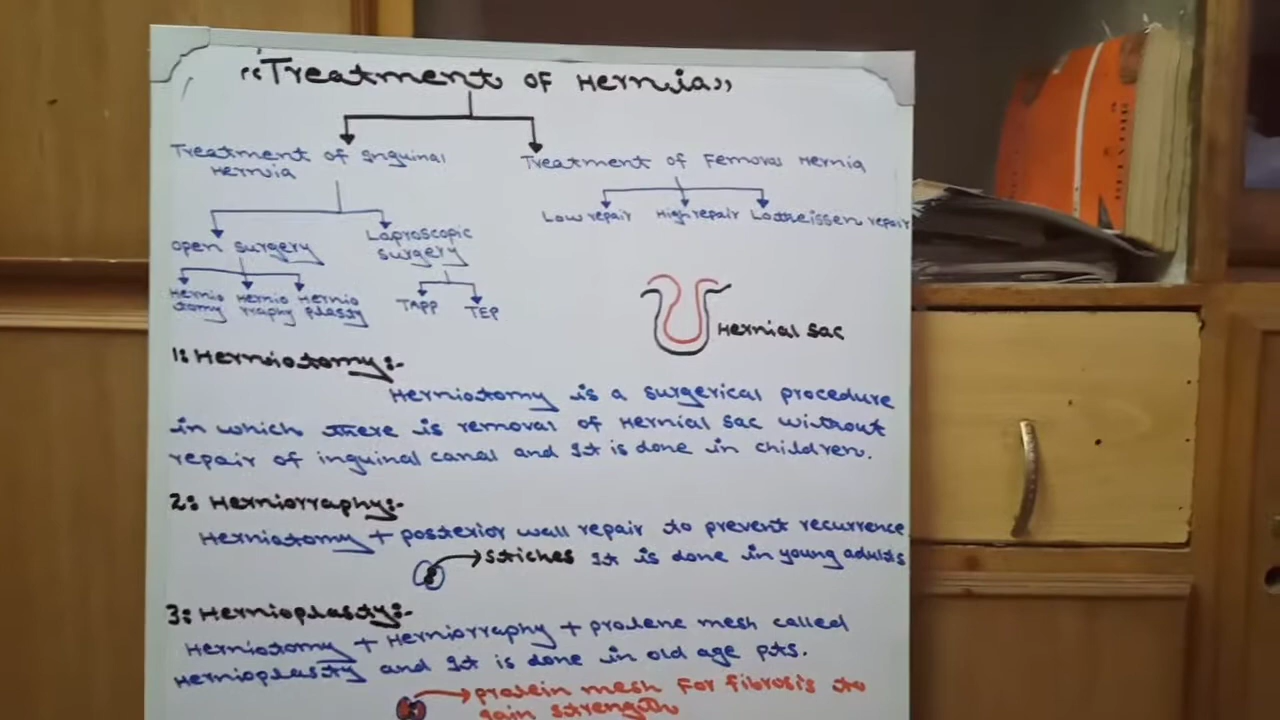 "Treatment of Hernia"
Treatment of Inguinal
Hernia
Treatment of Femoral Hernia
Open surgery
Laproscopic
surgery
Low repair High repair Lotheissen repair
Hernio
tomy
Hernio
rraphy
Hernio
plasty
TAPP TEP
Hernial Sac
1: Herniotomy:-
Herniotomy is a surgerical procedure
in which there is removal of Hernial Sac without
repair of inguinal canal and It is done in children.
2: Herniorraphy:-
Herniotomy + posterior wall repair to prevent recurrence
stiches It is done in young adults
3: Hernioplasty:-
Herniotomy + Herniorraphy + prolene mesh called
Hernioplasty and It is done in old age pts.
protein mesh for fibrosis to
gain strength